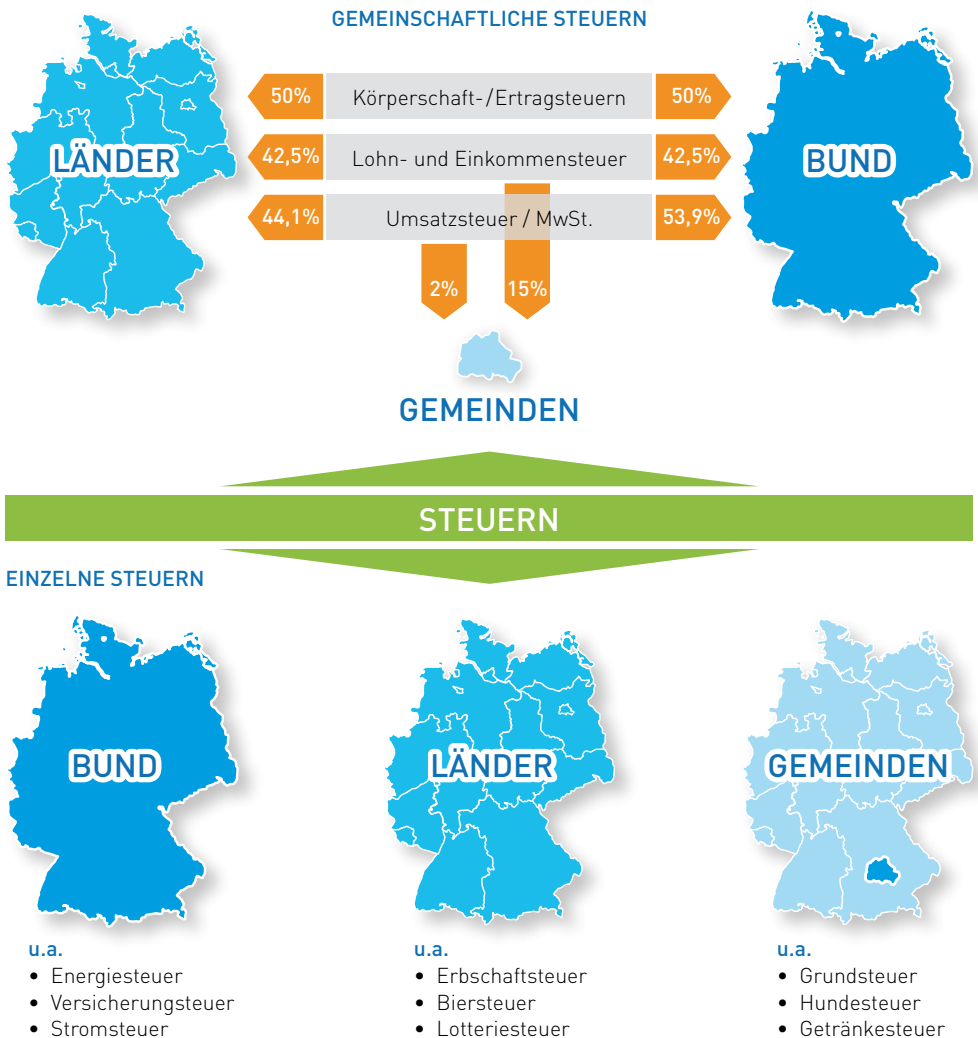 GEMEINSCHAFTLICHE STEUERN
LÄNDER
50% Körperschaft-/Ertragsteuern 50%
42,5% Lohn- und Einkommensteuer 42,5%
44,1% Umsatzsteuer / MwSt. 53,9%
BUND
2% 15%
GEMEINDEN
STEUERN
EINZELNE STEUERN
BUND
u.a.
• Energiesteuer
• Versicherungsteuer
• Stromsteuer
LÄNDER
u.a.
• Erbschaftsteuer
• Biersteuer
• Lotteriesteuer
GEMEINDEN
u.a.
• Grundsteuer
• Hundesteuer
• Getränkesteuer